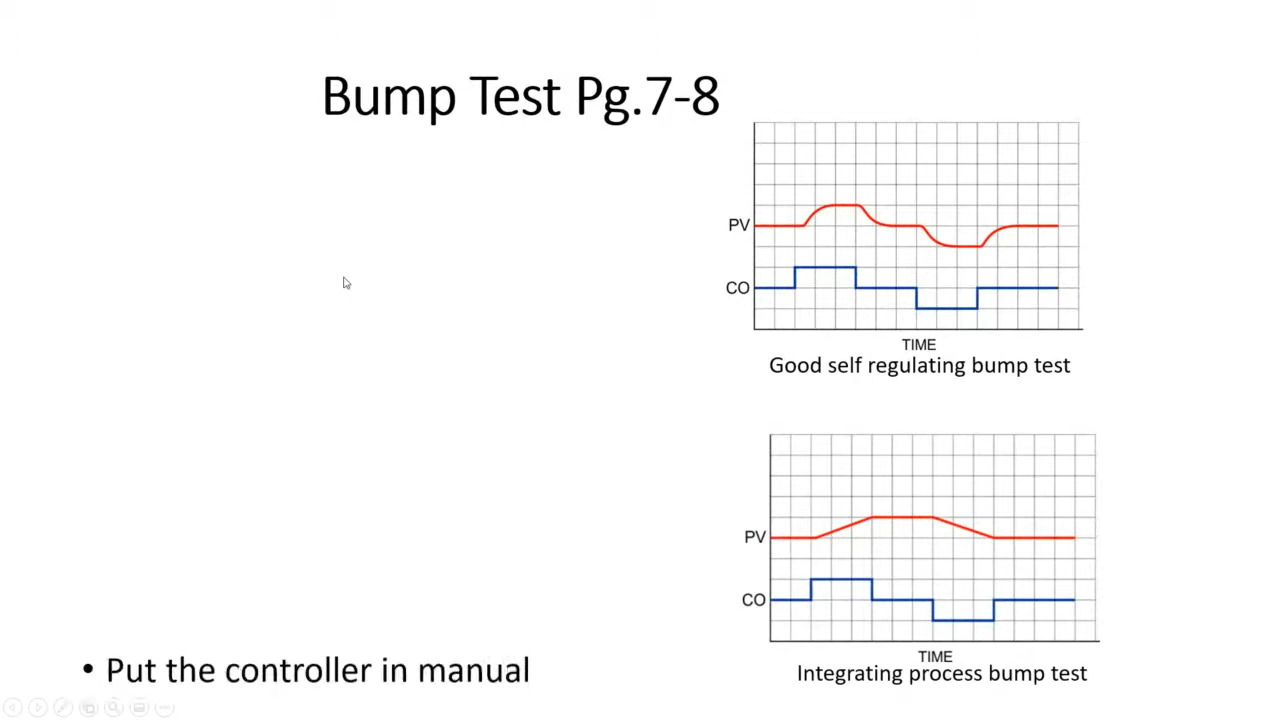 Bump Test Pg.7-8
PV
CO
TIME
Good self regulating bump test
PV
CO
TIME
Integrating process bump test
• Put the controller in manual